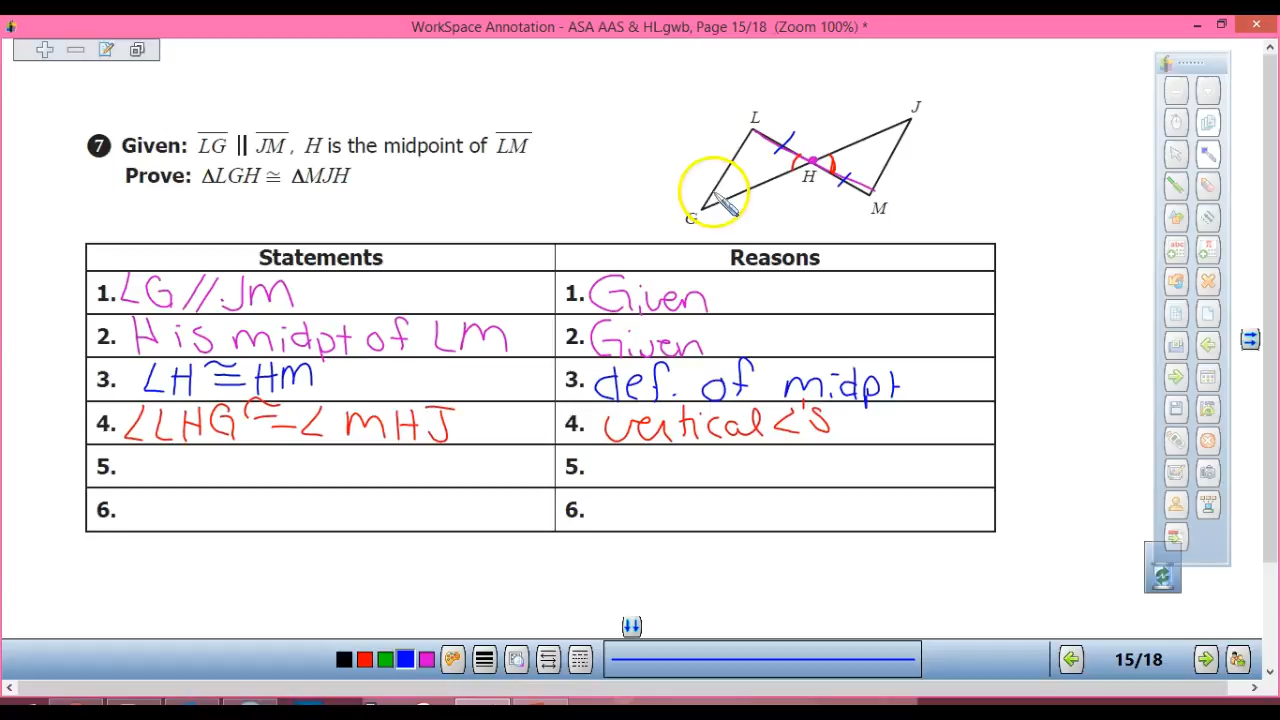 WorkSpace Annotation - ASA AAS & HL.gwb, Page 15/18 (Zoom 100%) *
7 Given: LG || JM, H is the midpoint of LM
Prove: ΔLGH ≅ ΔMJH
L
J
H
G
M
Statements Reasons
1. LG // JM 1. Given
2. H is midpt of LM 2. Given
3. LH ≅ HM 3. def. of midpt
4. ∠LHG ≅ ∠MHJ 4. vertical ∠'s
5. 5.
6. 6.
abc
π
15/18